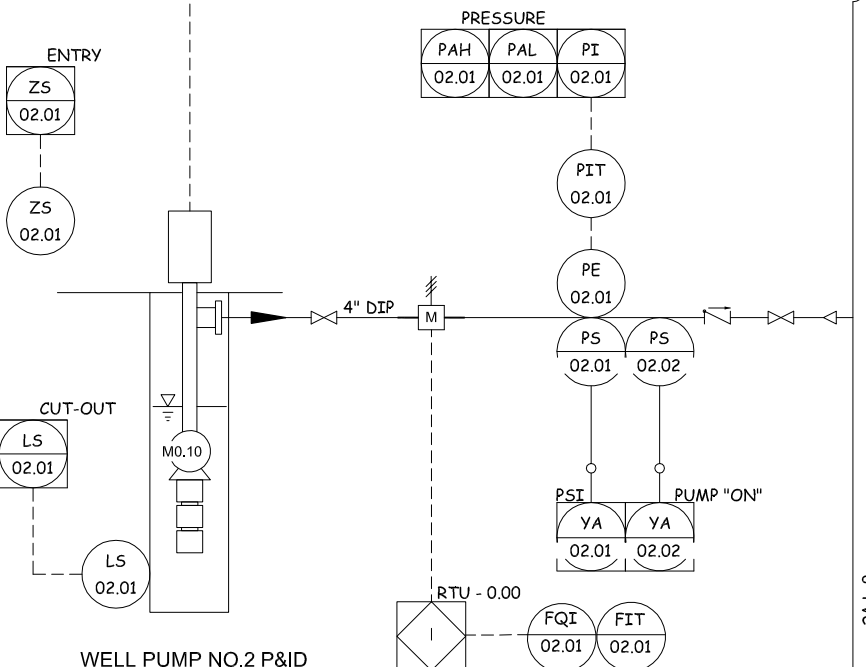 PRESSURE
PAH
02.01
PAL
02.01
PI
02.01
ENTRY
ZS
02.01
ZS
02.01
PIT
02.01
PE
02.01
4" DIP
M
PS
02.01
PS
02.02
CUT-OUT
LS
02.01
M0.10
PSI
PUMP "ON"
YA
02.01
YA
02.02
LS
02.01
RTU - 0.00
I
FQI
02.01
FIT
02.01
WELL PUMP NO.2 P&ID